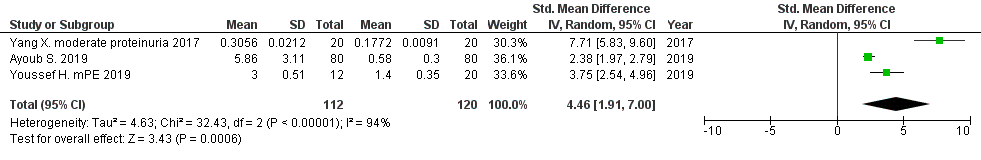 Std. Mean Difference Std. Mean Difference
Study or Subgroup Mean SD Total Mean SD Total Weight IV, Random, 95% CI Year IV, Random, 95% CI
Yang X. moderate proteinuria 2017 0.3056 0.0212 20 0.1772 0.0091 20 30.3% 7.71 [5.83, 9.60] 2017
Ayoub S. 2019 5.86 3.11 80 0.58 0.3 80 36.1% 2.38 [1.97, 2.79] 2019
Youssef H. mPE 2019 3 0.51 12 1.4 0.35 20 33.6% 3.75 [2.54, 4.96] 2019
Total (95% CI) 112 120 100.0% 4.46 [1.91, 7.00]
Heterogeneity: Tau² = 4.63; Chi² = 32.43, df = 2 (P < 0.00001); I² = 94%
Test for overall effect: Z = 3.43 (P = 0.0006)
-10 -5 0 5 10